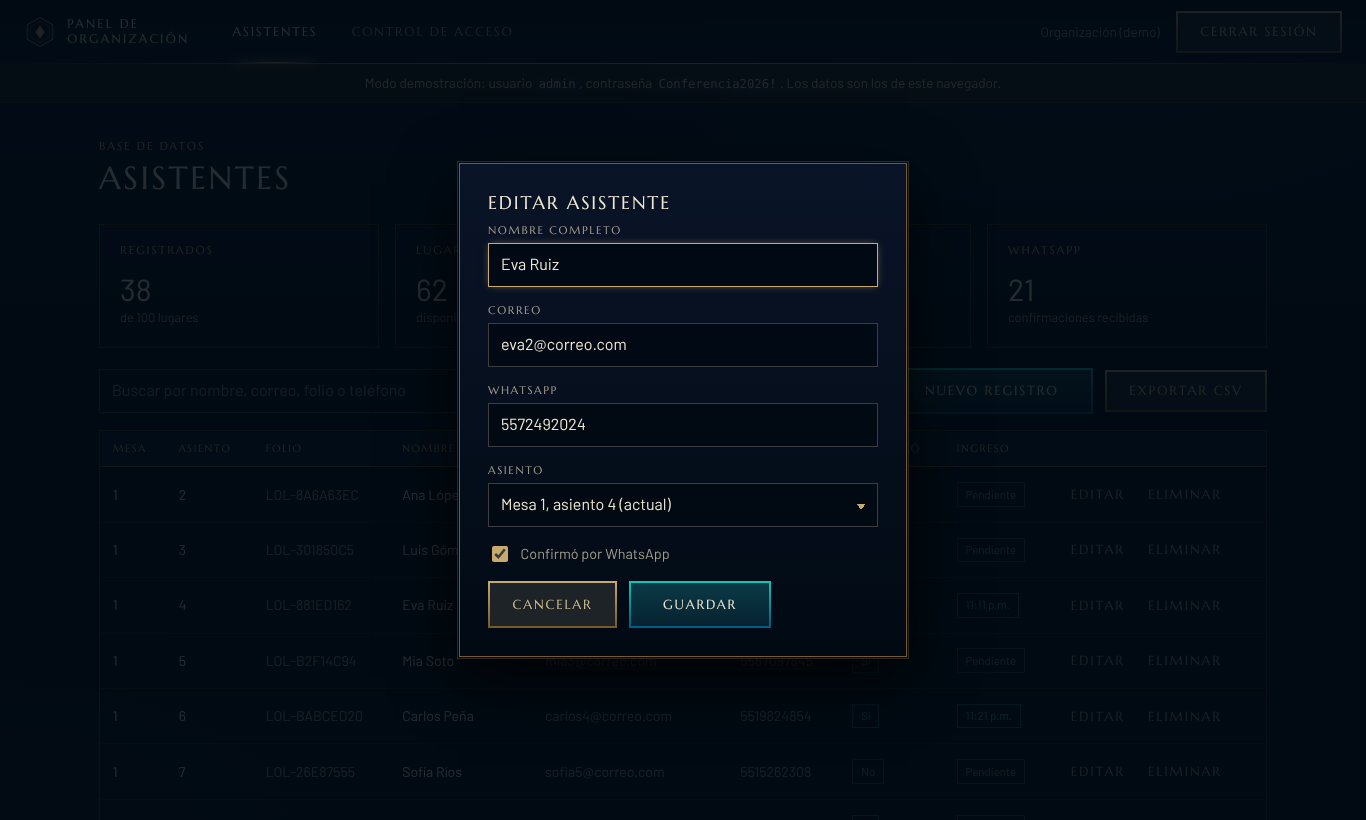 PANEL DE
ORGANIZACIÓN
ASISTENTES
CONTROL DE ACCESO
Organización (demo)
CERRAR SESIÓN
Modo demostración: usuario admin, contraseña Conferencia2026!. Los datos son los de este navegador.
BASE DE DATOS
ASISTENTES
REGISTRADOS
38
de 100 lugares
62
WHATSAPP
21
confirmaciones recibidas
Buscar por nombre, correo, folio o teléfono
NUEVO REGISTRO
EXPORTAR CSV
EDITAR ASISTENTE
NOMBRE COMPLETO
Eva Ruiz
CORREO
eva2@correo.com
WHATSAPP
5572492024
ASIENTO
Mesa 1, asiento 4 (actual)
Confirmó por WhatsApp
CANCELAR
GUARDAR
MESA ASIENTO FOLIO NOMBRE INGRESO
1 2 LOL-8A6A63EC Ana Pendiente EDITAR ELIMINAR
1 3 LOL-301850C5 Luis Pendiente EDITAR ELIMINAR
1 4 LOL-881ED162 Eva Ruiz 11:11 p.m. EDITAR ELIMINAR
1 5 LOL-B2F14C94 Mia Soto Pendiente EDITAR ELIMINAR
1 6 LOL-BABCED20 Carlos Peña carlos4@correo.com 5519824854 Sí 11:21 p.m. EDITAR ELIMINAR
1 7 LOL-26E87555 Sofía Ríos sofia5@correo.com 5515262308 No Pendiente EDITAR ELIMINAR